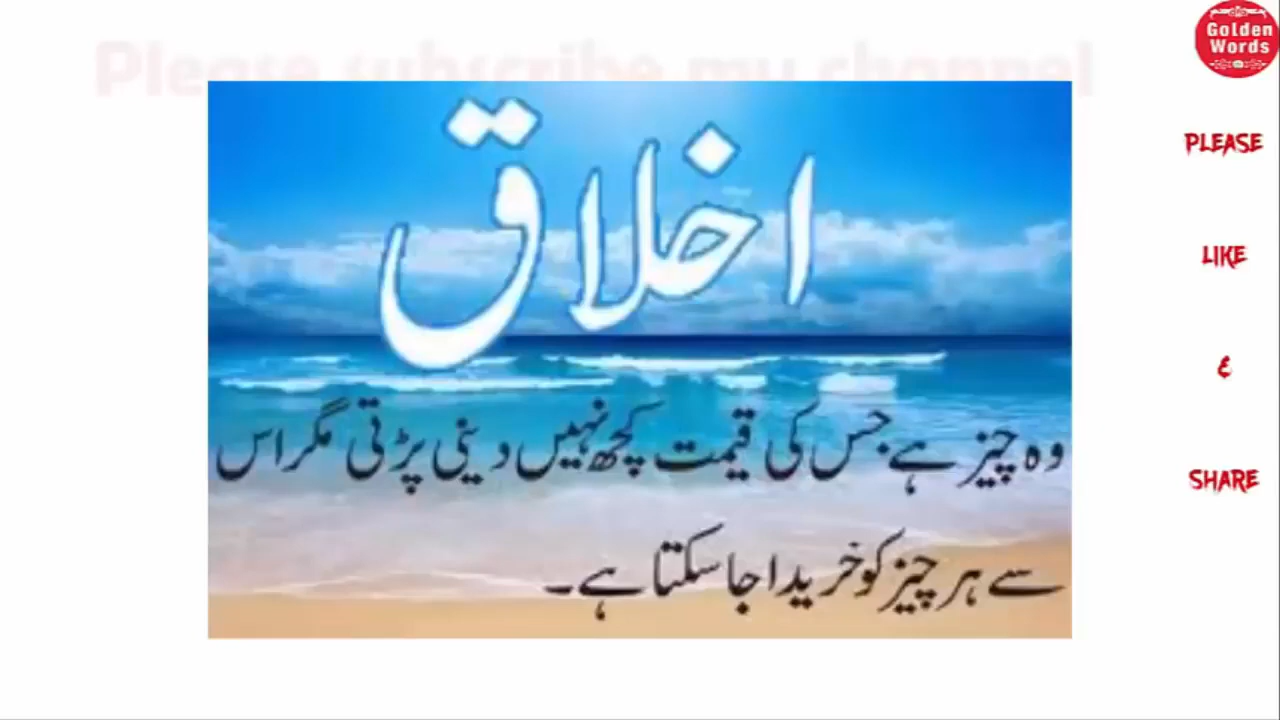 Please subscribe my channel
Golden
Words
PLEASE
LIKE
&
SHARE
اخلاق
وہ چیز ہے جس کی قیمت کچھ نہیں دینی پڑتی مگر اس
سے ہر چیز کو خریدا جا سکتا ہے۔